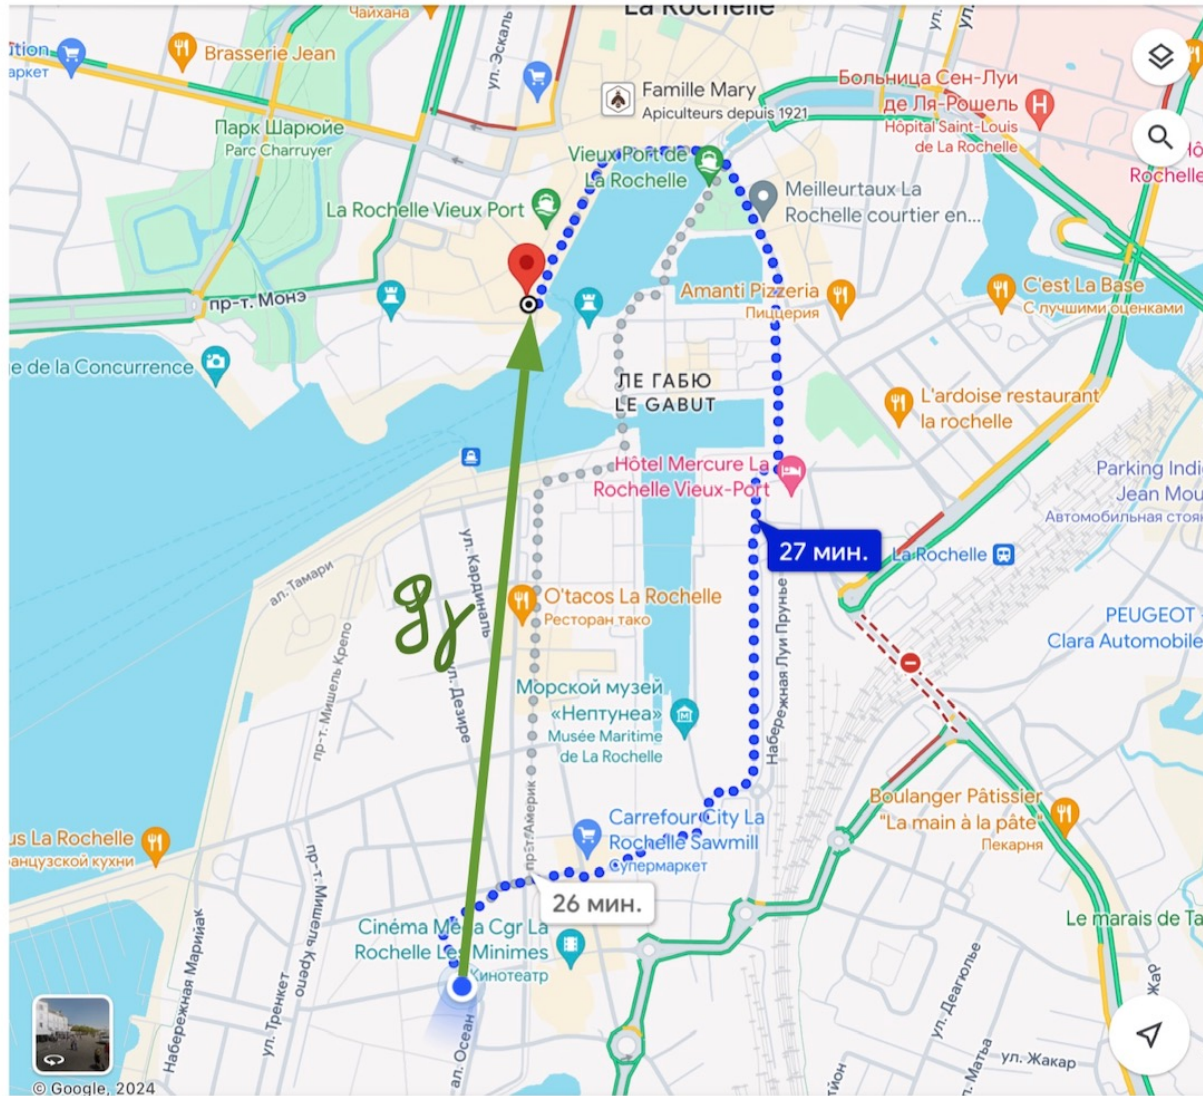 La Rochelle
Чайхана
Brasserie Jean
аркет
ул. Эскаль
Famille Mary
Apiculteurs depuis 1921
Больница Сен-Луи
де Ля-Рошель
Hôpital Saint-Louis
de La Rochelle
Парк Шарюйе
Parc Charruyer
Vieux Port de
La Rochelle
Rochelle
La Rochelle Vieux Port
Meilleurtaux La
Rochelle courtier en...
пр-т. Монэ
Amanti Pizzeria
Пиццерия
C'est La Base
С лучшими оценками
e de la Concurrence
ЛЕ ГАБЮ
LE GABUT
L'ardoise restaurant
la rochelle
Hôtel Mercure La
Rochelle Vieux-Port
Parking Indi
Jean Mou
Автомобильная стоян
27 мин.
La Rochelle
ул. Кардиналь
ал. Тамари
O'tacos La Rochelle
Ресторан тако
PEUGEOT
Clara Automobile
пр-т. Мишель Крепо
ул. Дезире
Морской музей
«Нептунеа»
Musée Maritime
de La Rochelle
Набережная Луи Прунье
Boulanger Pâtissier
"La main à la pâte"
Пекарня
us La Rochelle
анцузской кухни
пр-т. Америк
Carrefour City La
Rochelle Sawmill
Супермаркет
26 мин.
пр-т. Мишель Крепо
Cinéma Méga Cgr La
Rochelle Les Minimes
Кинотеатр
Le marais de Ta
Набережная Марийак
ул. Тренкет
ал. Осеан
ул. Деагюлье
ул. Жакар
© Google, 2024